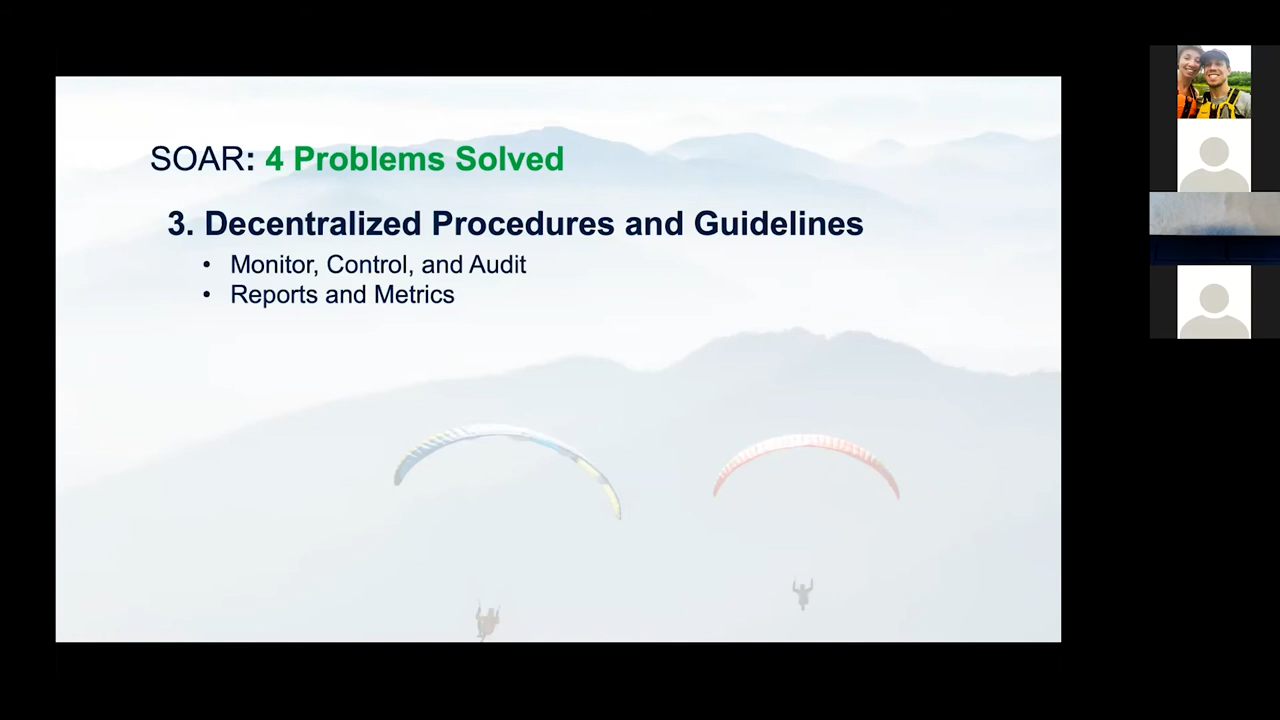 SOAR: 4 Problems Solved
3. Decentralized Procedures and Guidelines
• Monitor, Control, and Audit
• Reports and Metrics